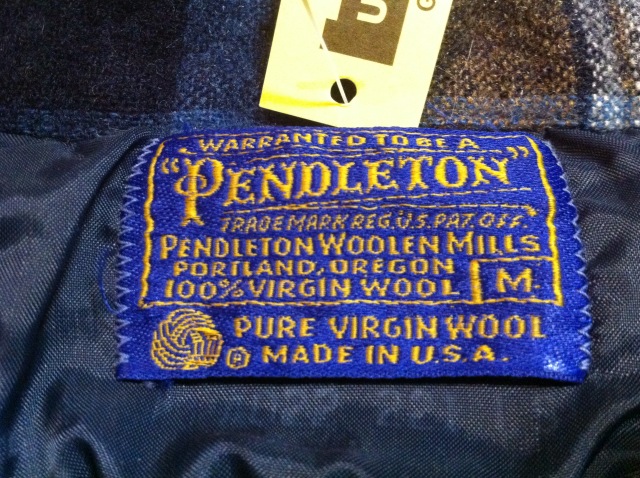 U
G
WARRANTED TO BE A
"PENDLETON"
TRADE MARK REG. U.S. PAT. OFF.
PENDLETON WOOLEN MILLS
PORTLAND, OREGON
100% VIRGIN WOOL M.
PURE VIRGIN WOOL
R MADE IN U.S.A.